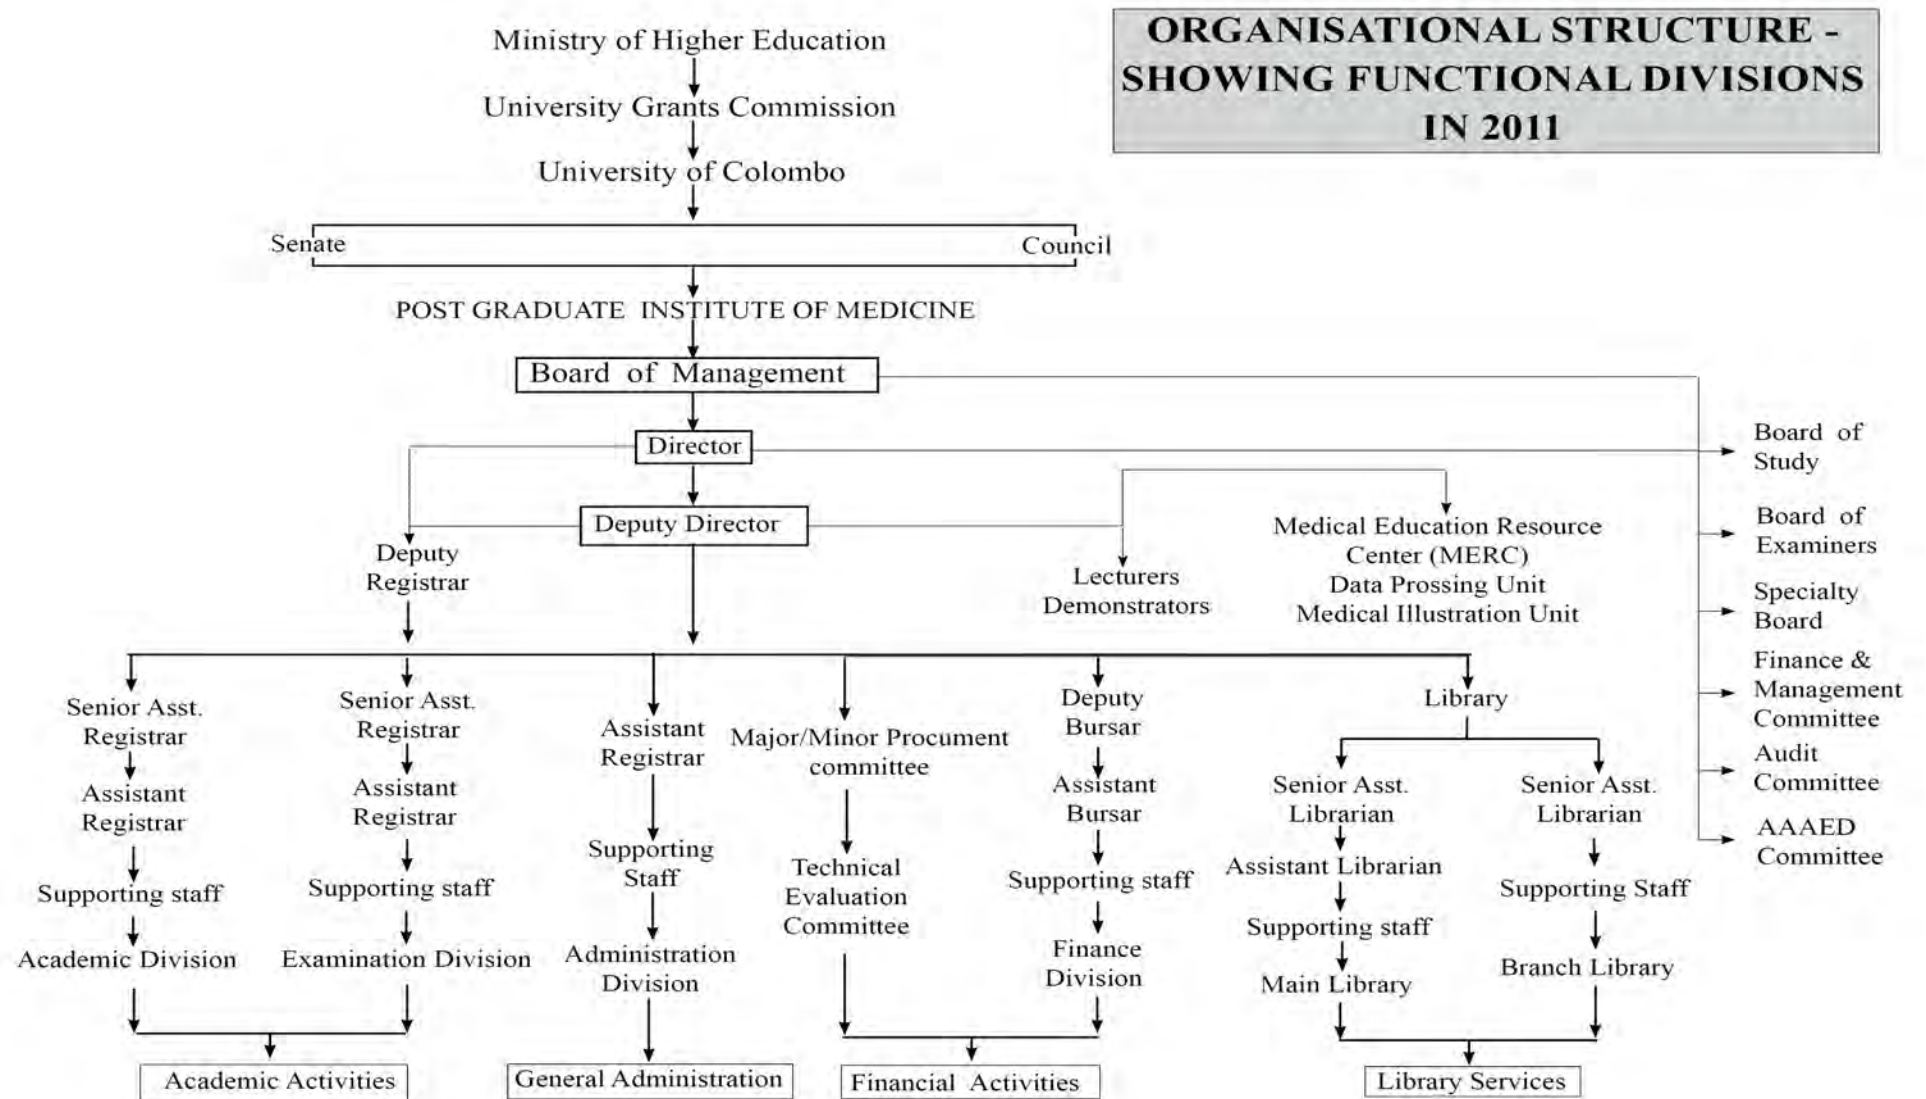 ORGANISATIONAL STRUCTURE -
SHOWING FUNCTIONAL DIVISIONS
IN 2011
Ministry of Higher Education
University Grants Commission
University of Colombo
Senate
Council
POST GRADUATE INSTITUTE OF MEDICINE
Board of Management
Director
Deputy Director
Deputy
Registrar
Lecturers
Demonstrators
Medical Education Resource
Center (MERC)
Data Prossing Unit
Medical Illustration Unit
Board of
Study
Board of
Examiners
Specialty
Board
Finance &
Management
Committee
Audit
Committee
AAAED
Committee
Senior Asst.
Registrar
Assistant
Registrar
Supporting staff
Academic Division
Senior Asst.
Registrar
Assistant
Registrar
Supporting staff
Examination Division
Academic Activities
Assistant
Registrar
Supporting
Staff
Administration
Division
General Administration
Major/Minor Procument
committee
Technical
Evaluation
Committee
Deputy
Bursar
Assistant
Bursar
Supporting staff
Finance
Division
Financial Activities
Library
Senior Asst.
Librarian
Assistant Librarian
Supporting staff
Main Library
Senior Asst.
Librarian
Supporting Staff
Branch Library
Library Services